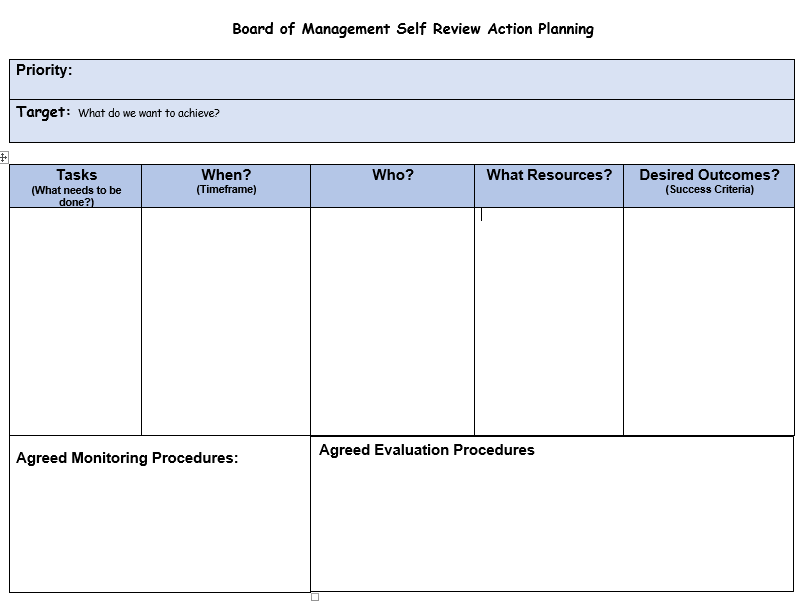 Board of Management Self Review Action Planning
Priority:
Target: What do we want to achieve?
Tasks
(What needs to be
done?)
When?
(Timeframe)
Who?
What Resources?
Desired Outcomes?
(Success Criteria)
Agreed Monitoring Procedures:
Agreed Evaluation Procedures